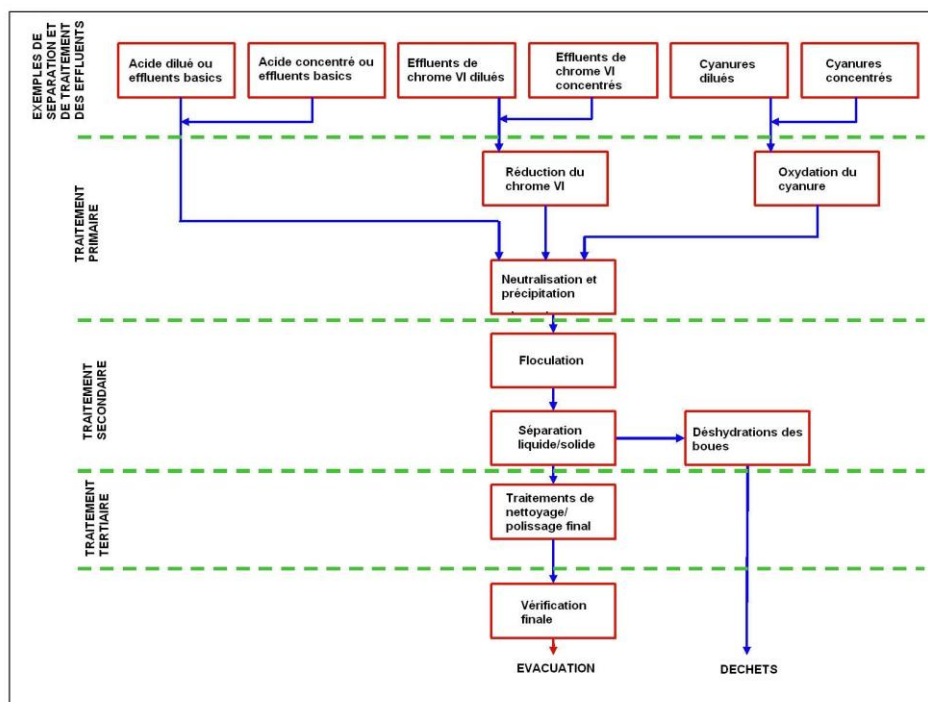 EXEMPLES DE
SEPARATION ET
DE TRAITEMENT
DES EFFLUENTS
Acide dilué ou
effluents basics
Acide concentré ou
effluents basics
Effluents de
chrome VI dilués
Effluents de
chrome VI
concentrés
Cyanures
dilués
Cyanures
concentrés
TRAITEMENT
PRIMAIRE
Réduction du
chrome VI
Oxydation du
cyanure
Neutralisation et
précipitation
TRAITEMENT
SECONDAIRE
Floculation
Séparation
liquide/solide
Déshydrations des
boues
TRAITEMENT
TERTIAIRE
Traitements de
nettoyage/
polissage final
Vérification
finale
EVACUATION
DECHETS